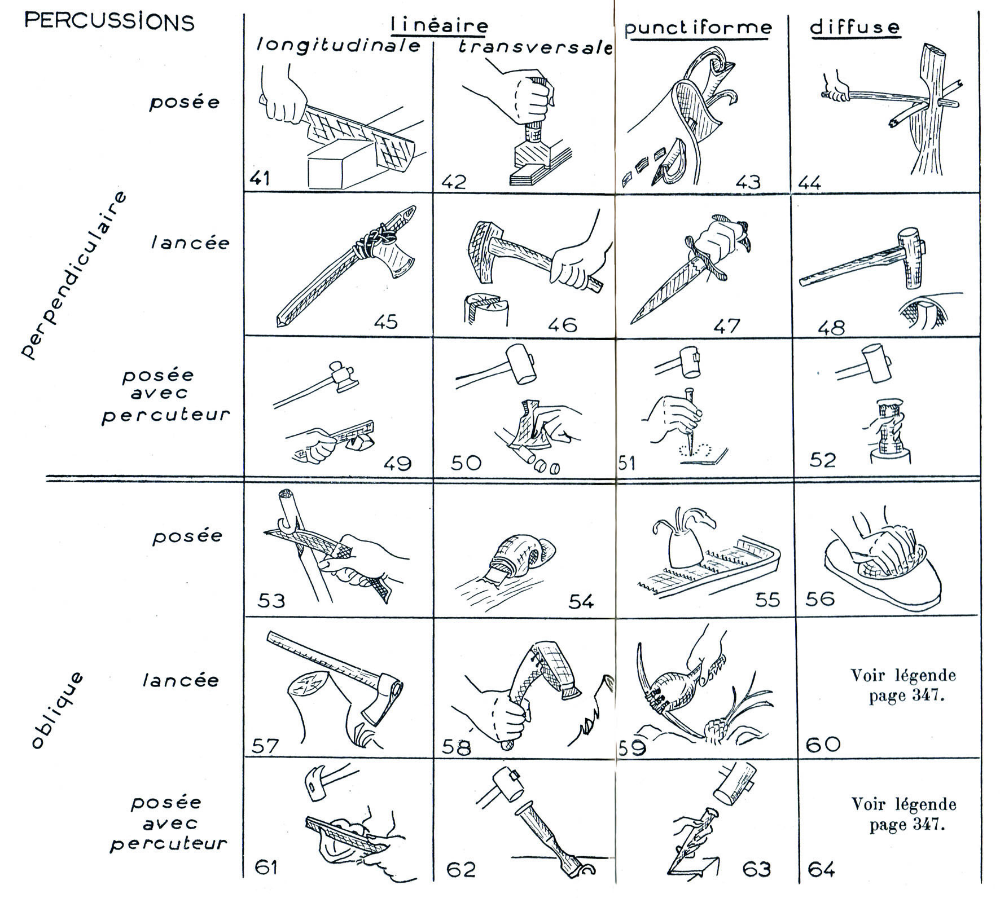 PERCUSSIONS
linéaire
punctiforme
diffuse
longitudinale
transversale
posée
41
42
43
44
perpendiculaire
lancée
45
46
47
48
posée
avec
percuteur
49
50
51
52
posée
53
54
55
56
oblique
lancée
57
58
59
Voir légende
page 347.
60
posée
avec
percuteur
61
62
63
Voir légende
page 347.
64